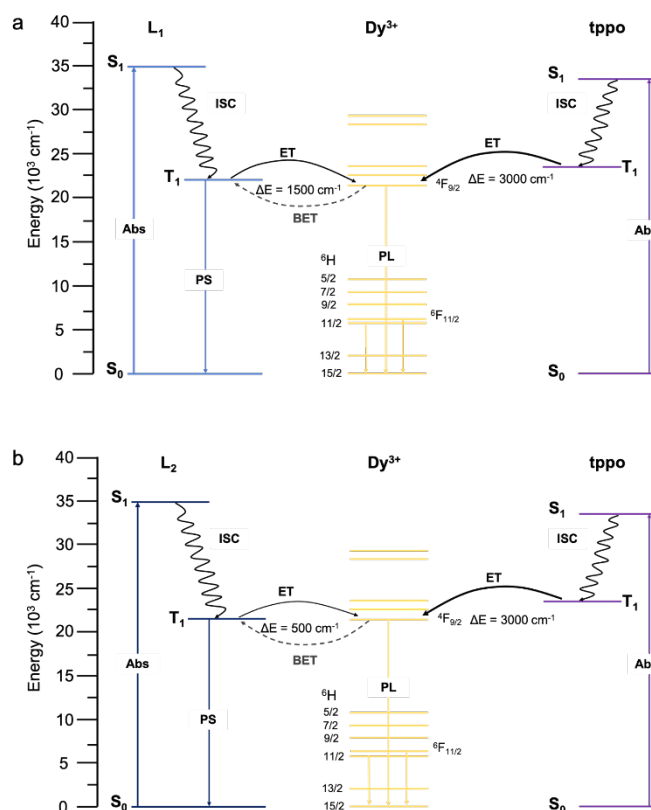 a
L₁
Dy³⁺
tppo
Energy (10³ cm⁻¹)
40
35
30
25
20
15
10
5
0
S₁
ISC
T₁
Abs
PS
S₀
ET
ΔE = 1500 cm⁻¹
BET
⁴F₉/₂
PL
⁶H
5/2
7/2
9/2
11/2
13/2
15/2
⁶F₁₁/₂
ET
ΔE = 3000 cm⁻¹
S₁
ISC
T₁
Ab
S₀
b
L₂
Dy³⁺
tppo
Energy (10³ cm⁻¹)
40
35
30
25
20
15
10
5
0
S₁
ISC
T₁
Abs
PS
S₀
ET
ΔE = 500 cm⁻¹
BET
⁴F₉/₂
PL
⁶H
5/2
7/2
9/2
11/2
13/2
15/2
⁶F₁₁/₂
ET
ΔE = 3000 cm⁻¹
S₁
ISC
T₁
Ab
S₀